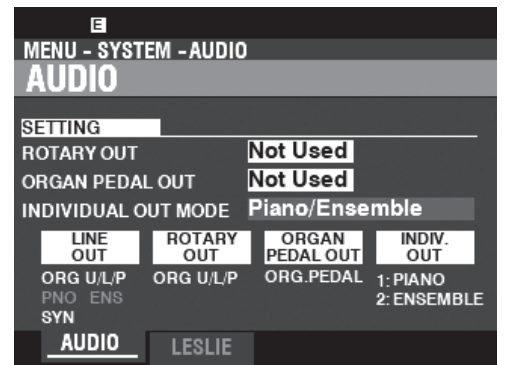 E
MENU - SYSTEM - AUDIO
AUDIO
SETTING
ROTARY OUT Not Used
ORGAN PEDAL OUT Not Used
INDIVIDUAL OUT MODE Piano/Ensemble
LINE OUT
ROTARY OUT
ORGAN PEDAL OUT
INDIV. OUT
ORG U/L/P ORG U/L/P ORG.PEDAL 1: PIANO
PNO ENS 2: ENSEMBLE
SYN
AUDIO LESLIE